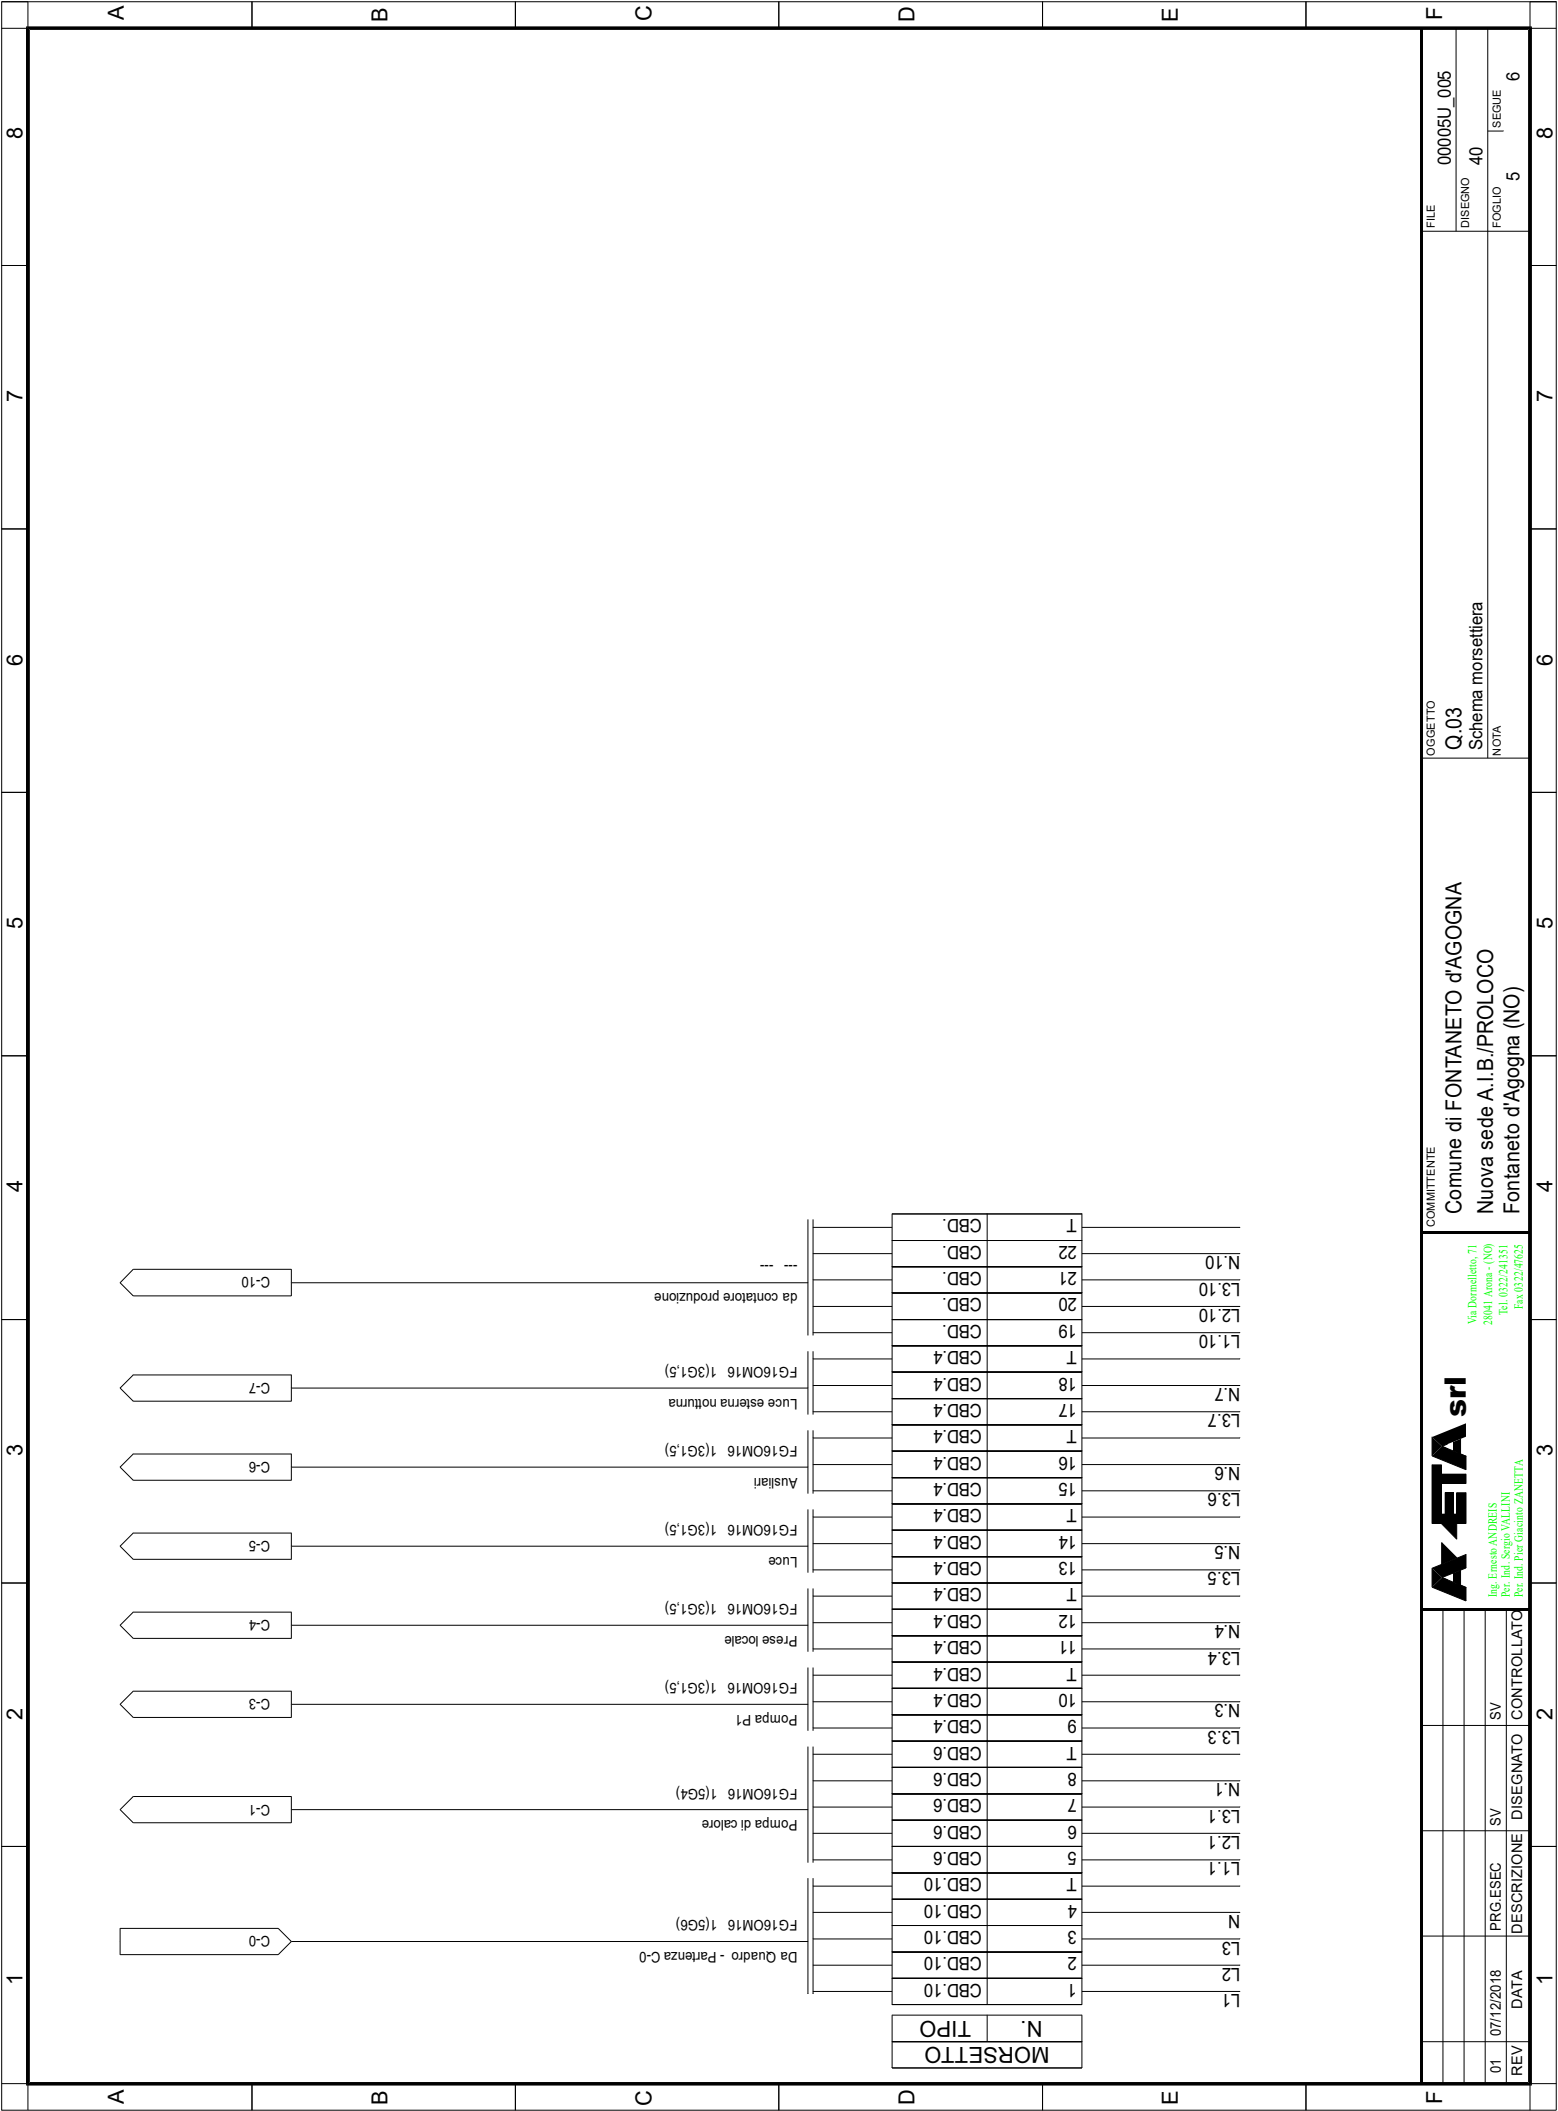 1 2 3 4 5 6 7 8
A B C D E F
MORSETTO
N. TIPO
L1 1 CBD.10
L2 2 CBD.10
L3 3 CBD.10
N 4 CBD.10
T CBD.10
Da Quadro - Partenza C-0
FG16OM16 1(5G6)
C-0
L1.1 5 CBD.6
L2.1 6 CBD.6
L3.1 7 CBD.6
N.1 8 CBD.6
T CBD.6
Pompa di calore
FG16OM16 1(5G4)
C-1
L3.3 9 CBD.4
N.3 10 CBD.4
T CBD.4
Pompa P1
FG16OM16 1(3G1,5)
C-3
L3.4 11 CBD.4
N.4 12 CBD.4
T CBD.4
Prese locale
FG16OM16 1(3G1,5)
C-4
L3.5 13 CBD.4
N.5 14 CBD.4
T CBD.4
Luce
FG16OM16 1(3G1,5)
C-5
L3.6 15 CBD.4
N.6 16 CBD.4
T CBD.4
Ausliari
FG16OM16 1(3G1,5)
C-6
L3.7 17 CBD.4
N.7 18 CBD.4
T CBD.4
Luce esterna notturna
FG16OM16 1(3G1,5)
C-7
L1.10 19 CBD.
L2.10 20 CBD.
L3.10 21 CBD.
N.10 22 CBD.
T CBD.
da contatore produzione
--- ---
C-10
01 07/12/2018 PRG.ESEC SV SV
REV DATA DESCRIZIONE DISEGNATO CONTROLLATO
AZETA srl
Ing. Ernesto ANDREIS
Per. Ind. Sergio VALLINI
Per. Ind. Pier Giacinto ZANETTA
Via Dormelletto, 71
28041 Arona - (NO)
Tel. 0322/241351
Fax 0322/47625
COMMITTENTE
Comune di FONTANETO d'AGOGNA
Nuova sede A.I.B./PROLOCO
Fontaneto d'Agogna (NO)
OGGETTO
Q.03
Schema morsettiera
NOTA
FILE 00005U_005
DISEGNO 40
FOGLIO 5 SEGUE 6
A B C D E F
1 2 3 4 5 6 7 8